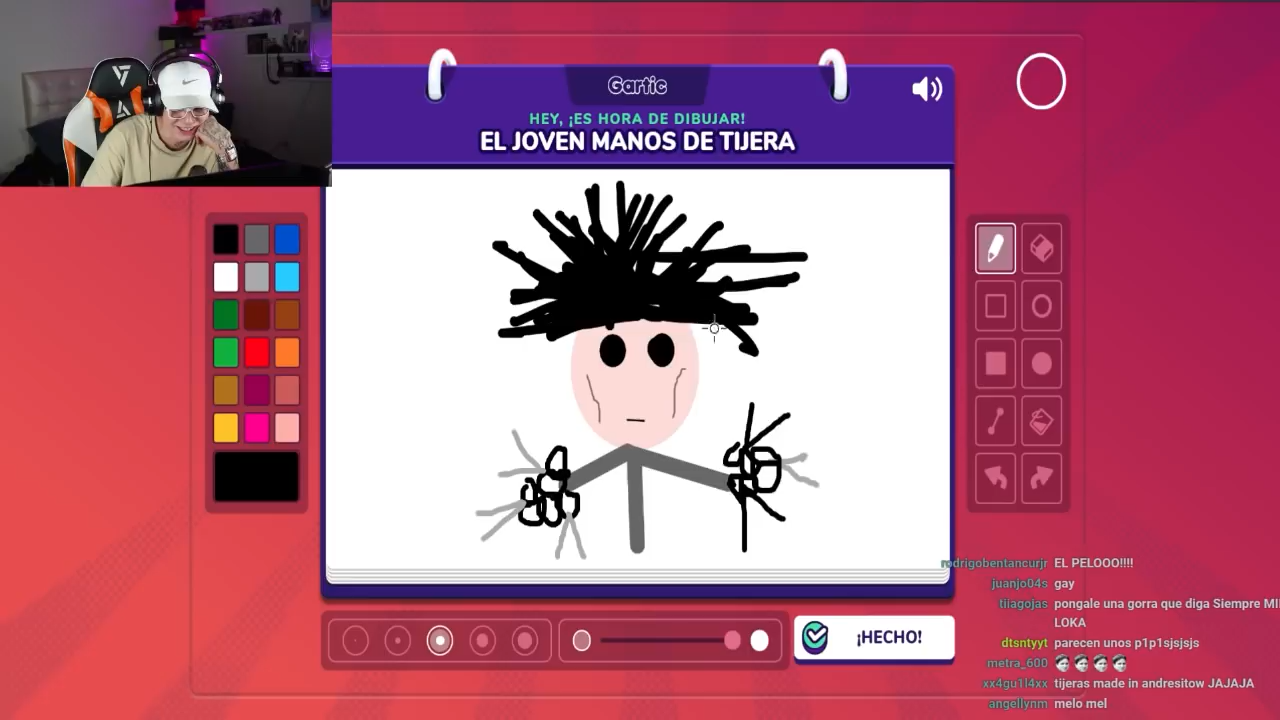 Gartic
HEY, ¡ES HORA DE DIBUJAR!
EL JOVEN MANOS DE TIJERA
¡HECHO!
rodrigobentancurjr EL PELOOO!!!!
juanjo04s gay
tiiagojas pongale una gorra que diga Siempre MI
LOKA
dtsntyyt parecen unos p1p1sjsjsjs
metra_600
xx4gu1l4xx tijeras made in andresitow JAJAJA
angellynm melo mel